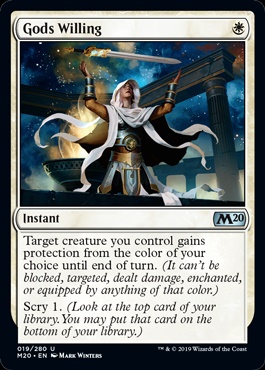 Gods Willing
Instant
M20
Target creature you control gains
protection from the color of your
choice until end of turn. (It can't be
blocked, targeted, dealt damage, enchanted,
or equipped by anything of that color.)
Scry 1. (Look at the top card of your
library. You may put that card on the
bottom of your library.)
019/280 U
M20 • EN MARK WINTERS
™ & © 2019 Wizards of the Coast